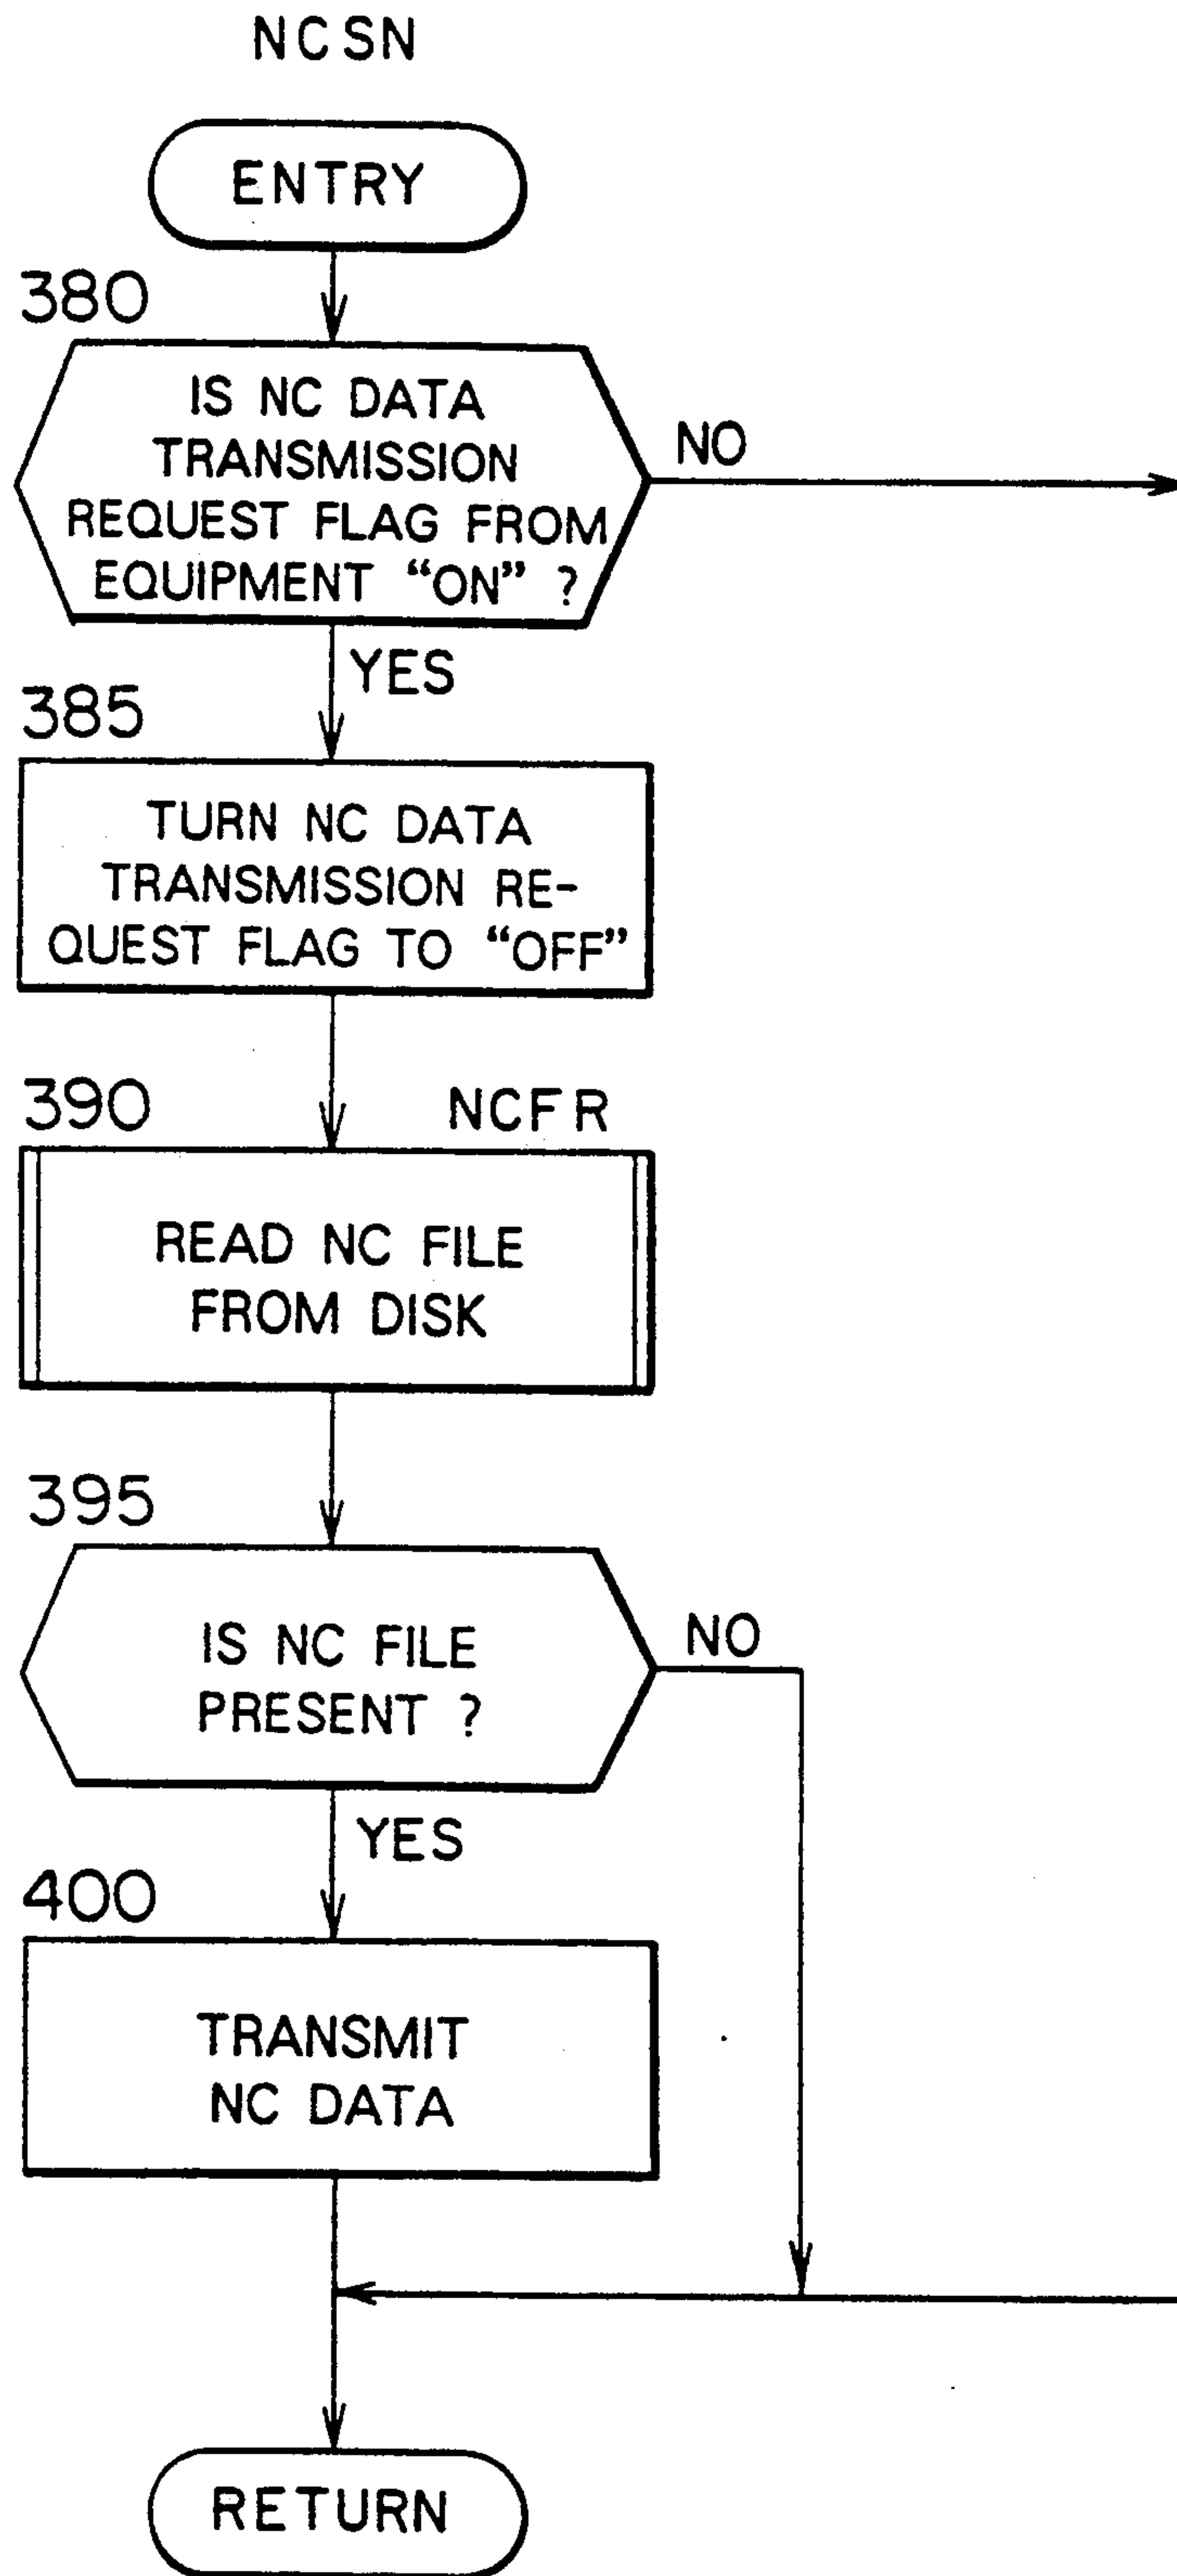 NCSN
ENTRY
380
IS NC DATA
TRANSMISSION
REQUEST FLAG FROM
EQUIPMENT “ON” ?
NO
YES
385
TURN NC DATA
TRANSMISSION RE-
QUEST FLAG TO “OFF”
390
NCFR
READ NC FILE
FROM DISK
395
IS NC FILE
PRESENT ?
NO
YES
400
TRANSMIT
NC DATA
RETURN